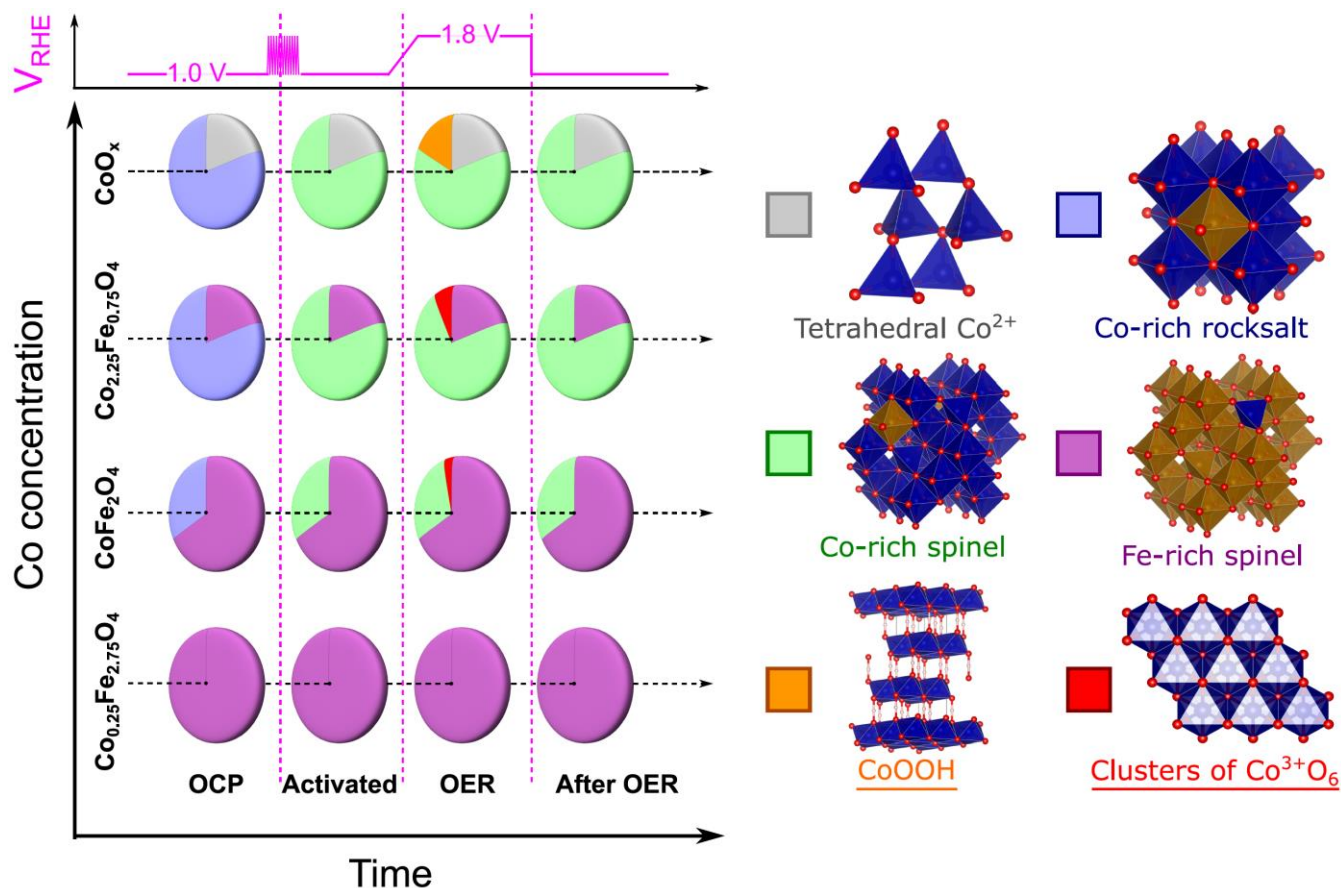 V_RHE
1.0 V
1.8 V
Co concentration
CoOₓ
Co₂.₂₅Fe₀.₇₅O₄
CoFe₂O₄
Co₀.₂₅Fe₂.₇₅O₄
OCP
Activated
OER
After OER
Time
Tetrahedral Co²⁺
Co-rich rocksalt
Co-rich spinel
Fe-rich spinel
CoOOH
Clusters of Co³⁺O₆